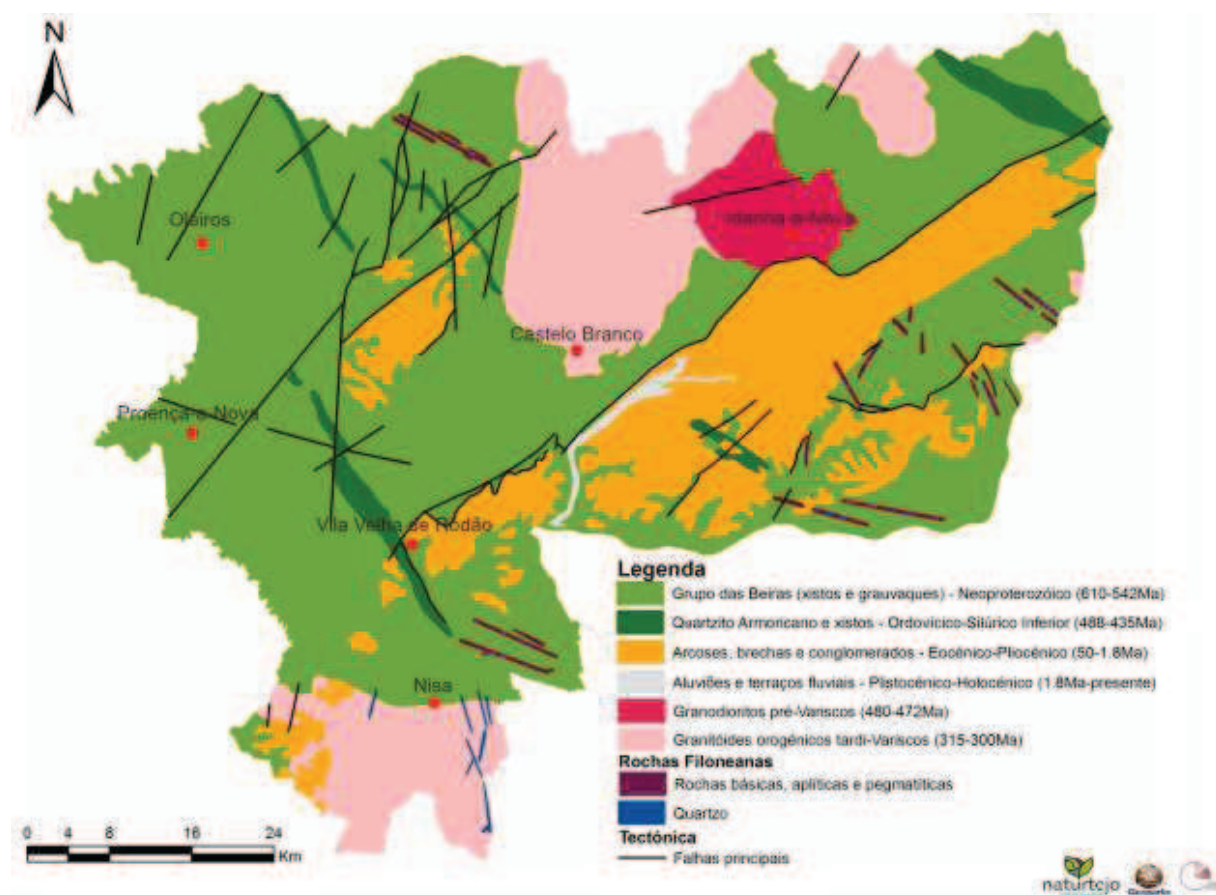 N
Oleiros
Idanha-a-Nova
Castelo Branco
Proença-a-Nova
Vila Velha de Rodão
Nisa
Legenda
Grupo das Beiras (xistos e grauvaques) - Neoproterozóico (610-542Ma)
Quartzito Armoricano e xistos - Ordovícico-Silúrico Inferior (488-435Ma)
Arcoses, brechas e conglomerados - Eocénico-Pliocénico (50-1.8Ma)
Aluviões e terraços fluviais - Plistocénico-Holocénico (1.8Ma-presente)
Granodioritos pré-Variscos (480-472Ma)
Granitóides orogénicos tardi-Variscos (315-300Ma)
Rochas Filoneanas
Rochas básicas, aplíticas e pegmatíticas
Quartzo
Tectónica
Falhas principais
0 4 8 16 24
Km
naturtejo